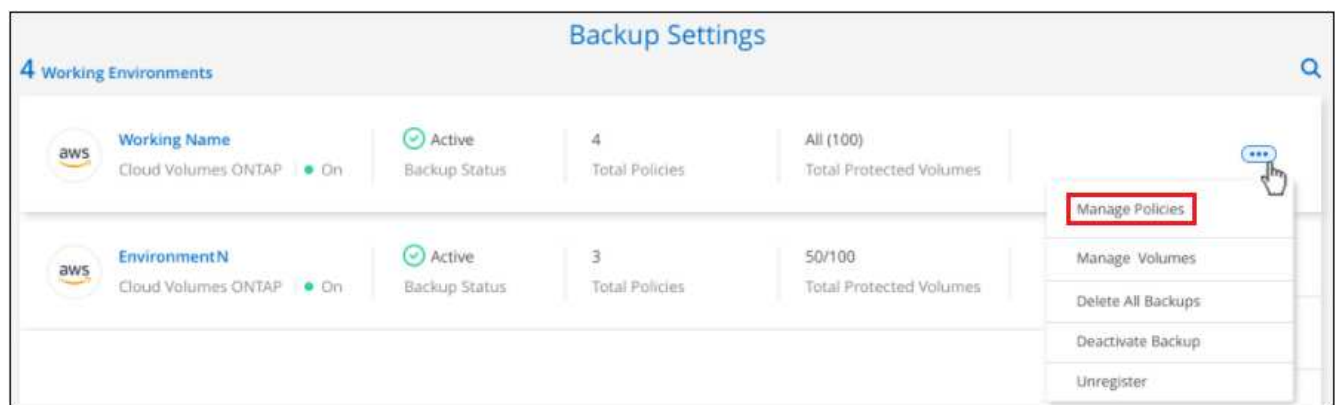 Backup Settings
4 Working Environments
aws
Working Name
Cloud Volumes ONTAP
On
Active
Backup Status
4
Total Policies
All (100)
Total Protected Volumes
Manage Policies
Manage Volumes
Delete All Backups
Deactivate Backup
Unregister
aws
EnvironmentN
Cloud Volumes ONTAP
On
Active
Backup Status
3
Total Policies
50/100
Total Protected Volumes